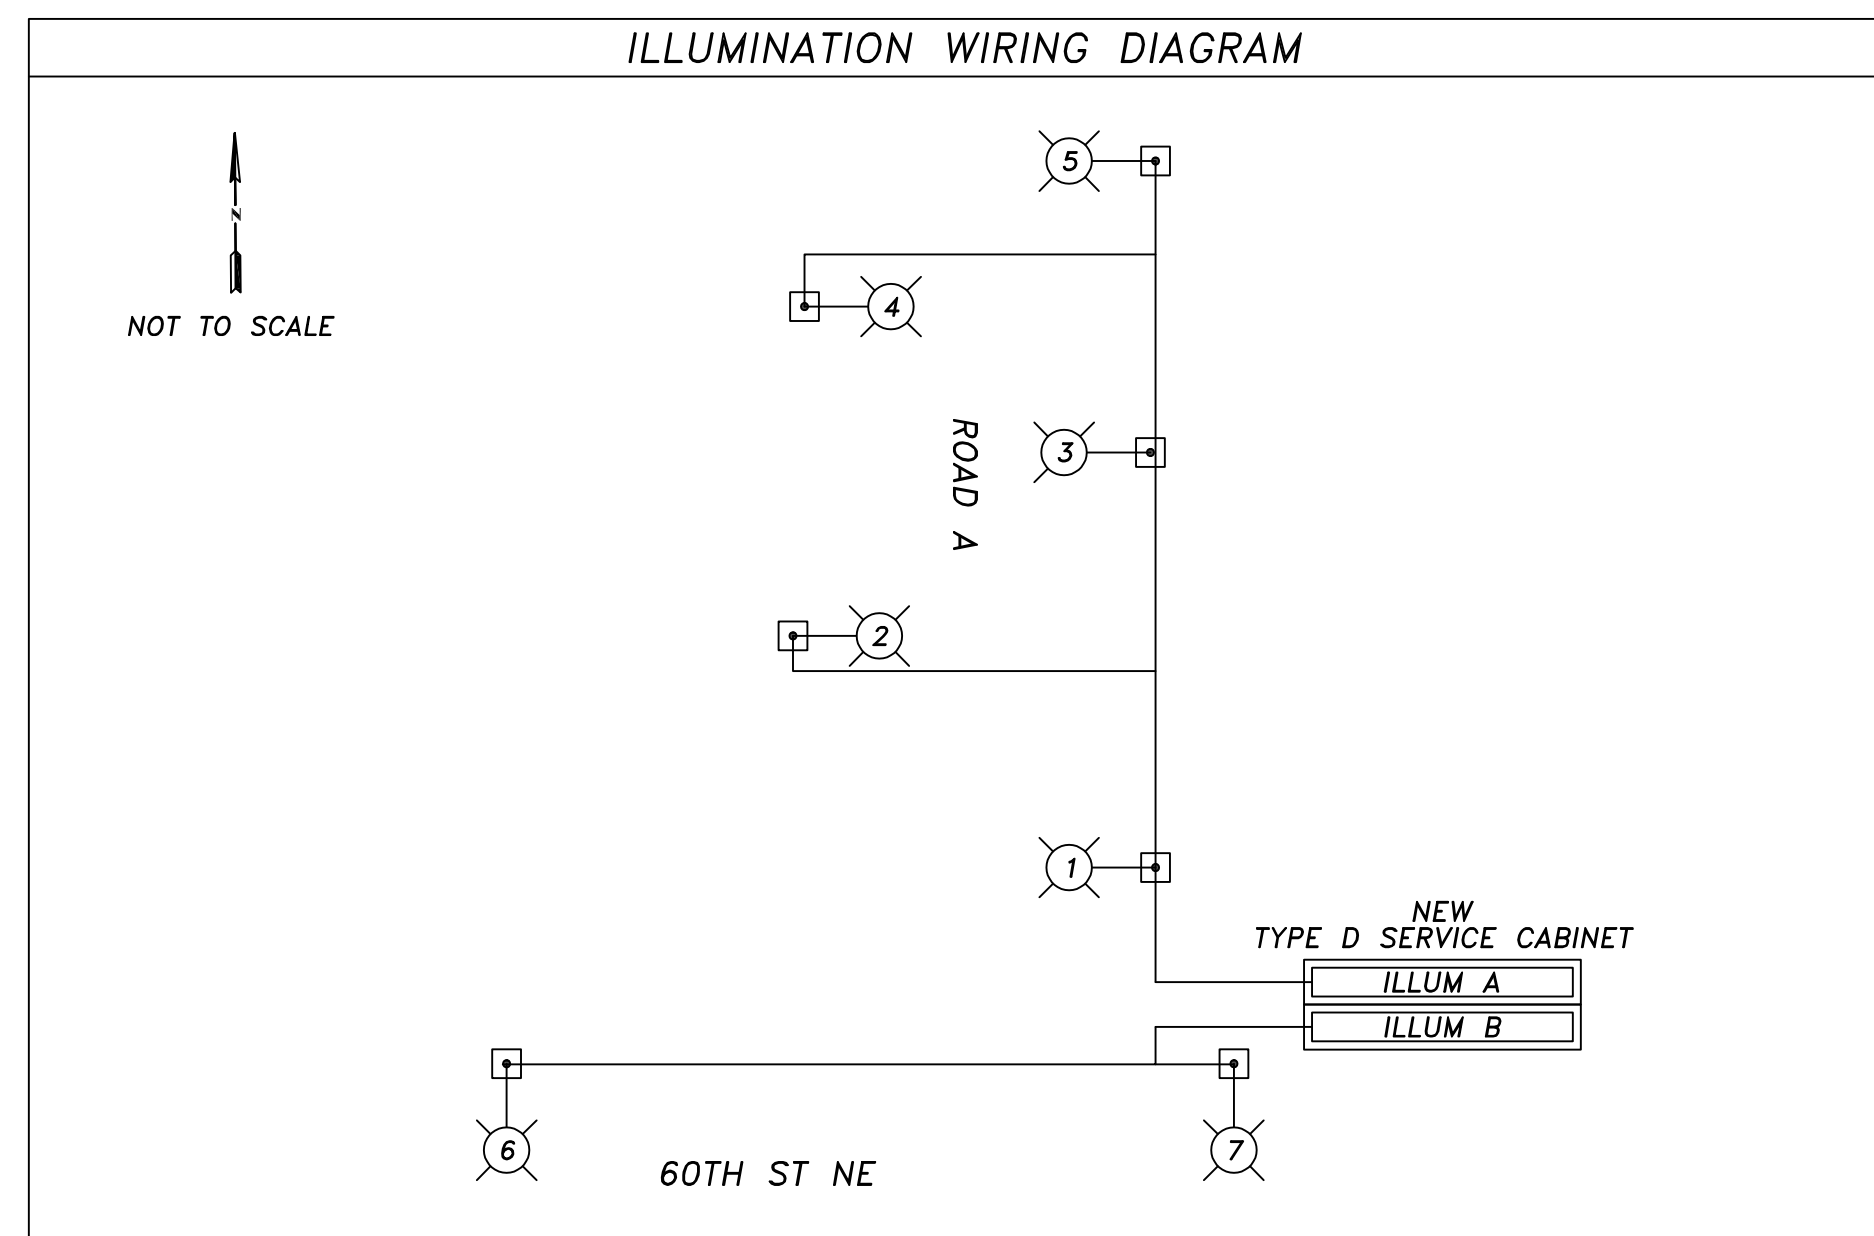 ILLUMINATION WIRING DIAGRAM
5
N
4
NOT TO SCALE
3
ROAD A
2
1
NEW
TYPE D SERVICE CABINET
ILLUM A
ILLUM B
6
7
60TH ST NE